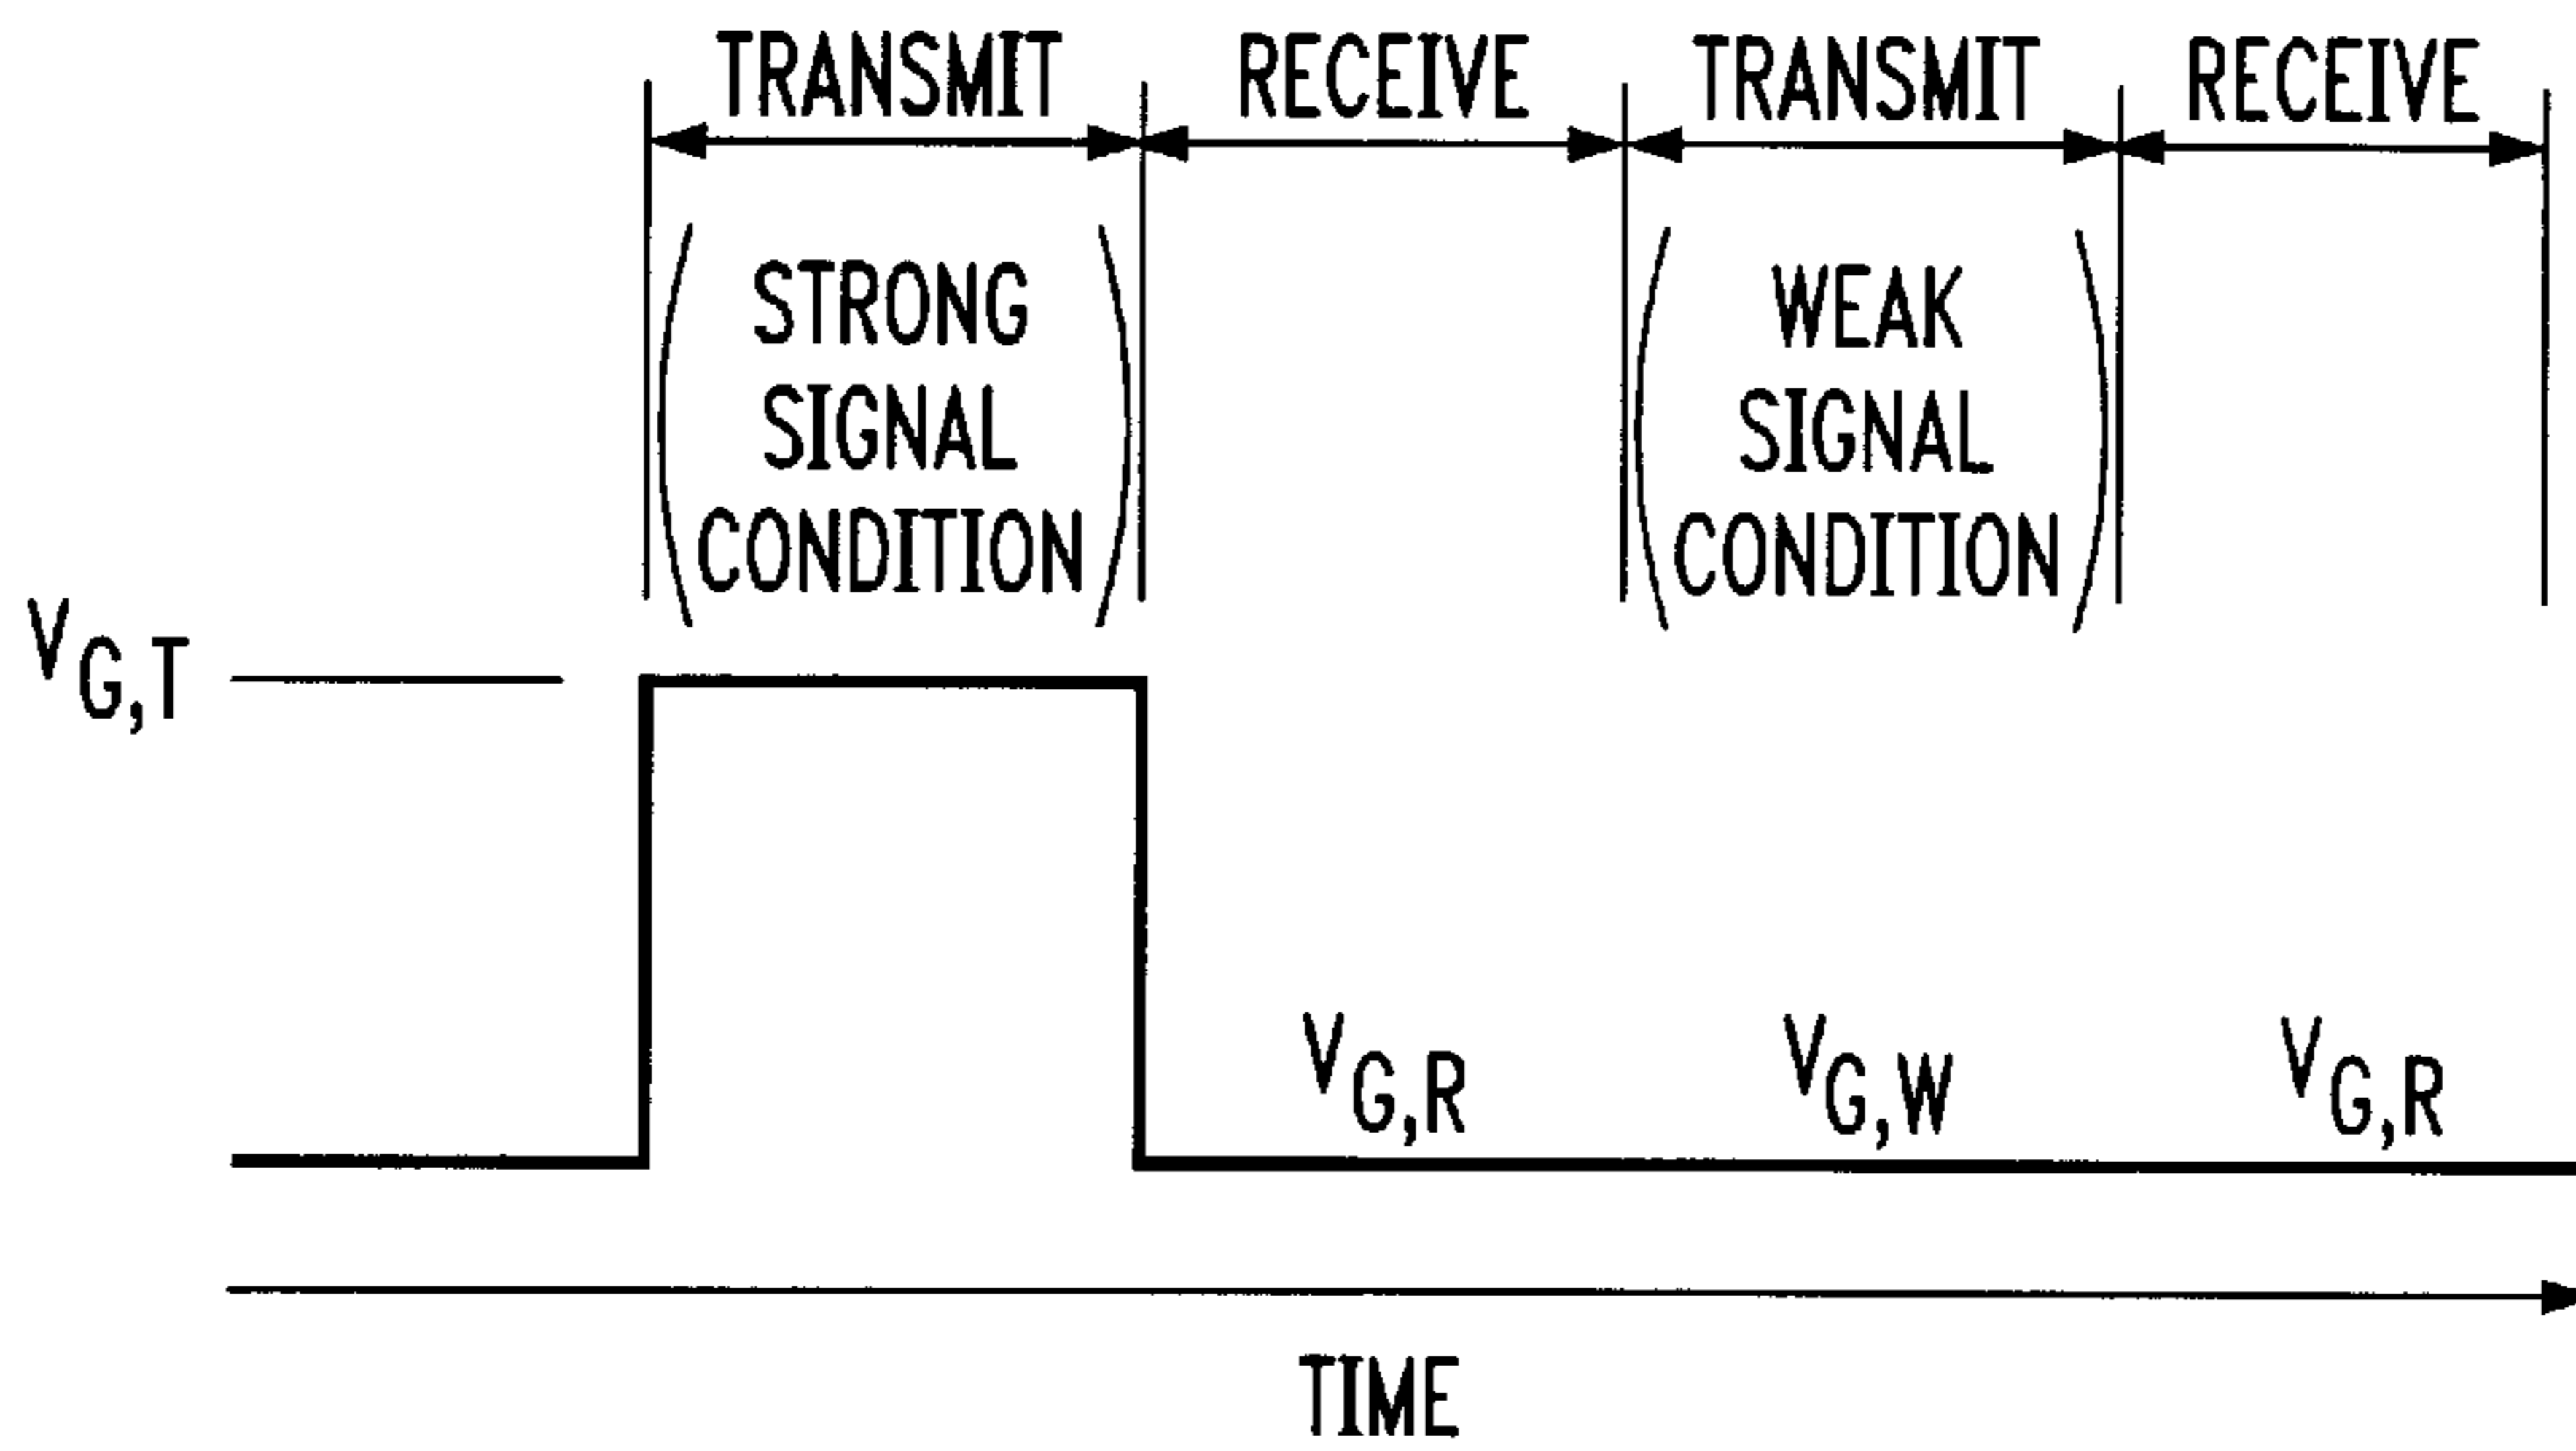 TRANSMIT RECEIVE TRANSMIT RECEIVE
STRONG SIGNAL CONDITION
WEAK SIGNAL CONDITION
VG,T
VG,R VG,W VG,R
TIME